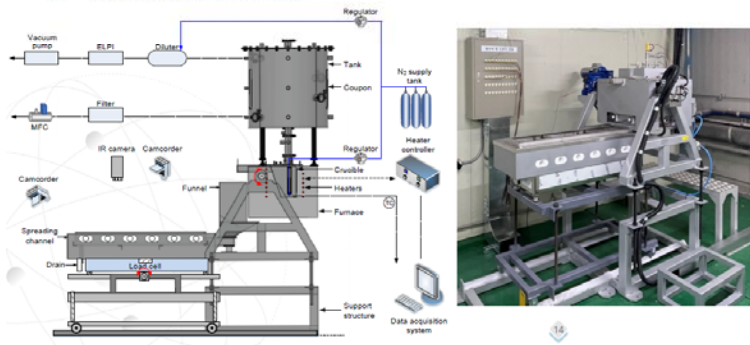 Regulator
Vacuum
pump
ELPI
Diluter
Tank
N₂ supply
tank
Coupon
Filter
MFC
Regulator
Heater
controller
IR camera
Camcorder
Crucible
Camcorder
Funnel
Heaters
TC
Furnace
Spreading
channel
Drain
Load cell
Support
structure
Data acquisition
system
14